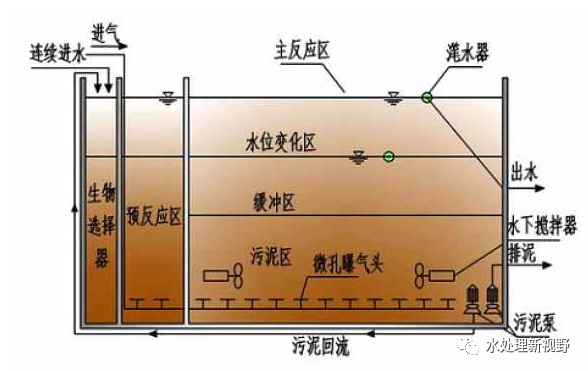 进气
连续进水
主反应区
滗水器
水位变化区
出水
生物选择器
预反应区
缓冲区
水下搅拌器
污泥区
微孔曝气头
排泥
污泥泵
污泥回流
水处理新视野